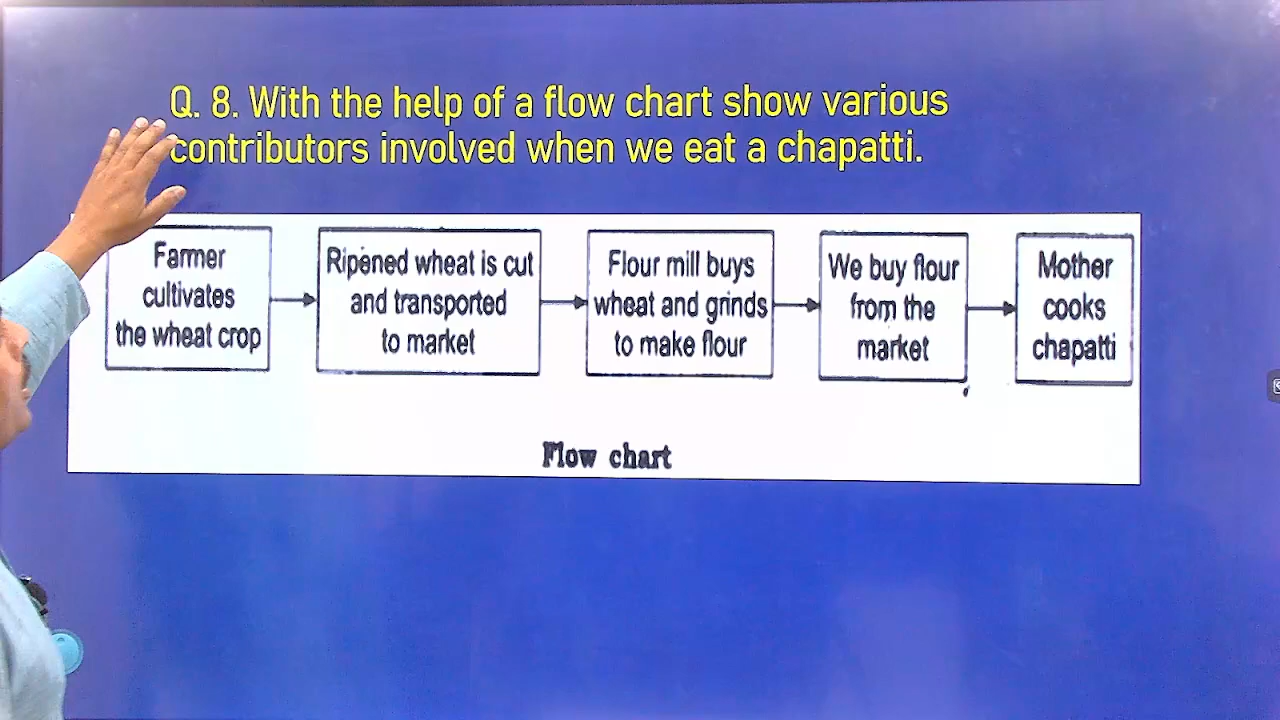 Q. 8. With the help of a flow chart show various
contributors involved when we eat a chapatti.
Farmer
cultivates
the wheat crop
Ripened wheat is cut
and transported
to market
Flour mill buys
wheat and grinds
to make flour
We buy flour
from the
market
Mother
cooks
chapatti
Flow chart